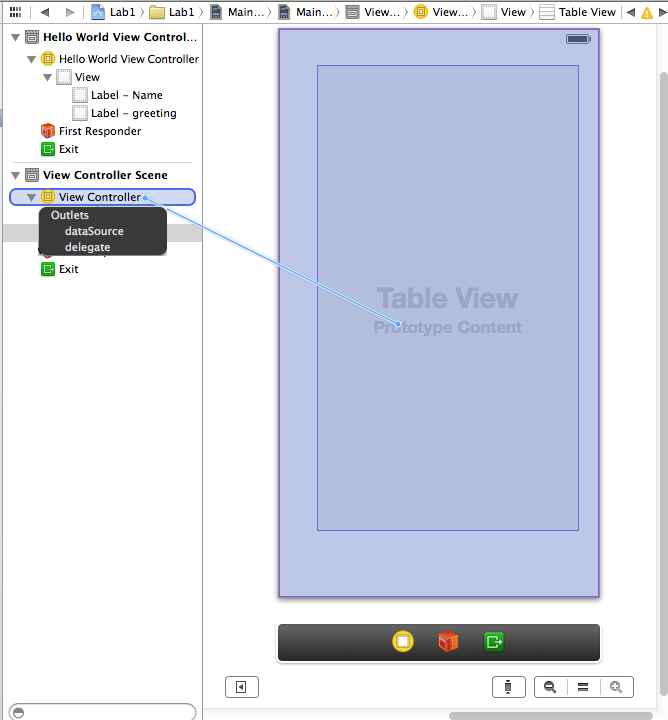 Lab1 Lab1 Main... Main... View... View... View Table View
Hello World View Control...
Hello World View Controller
View
Label – Name
Label – greeting
First Responder
Exit
View Controller Scene
View Controller
Outlets
dataSource
delegate
Exit
Table View
Prototype Content